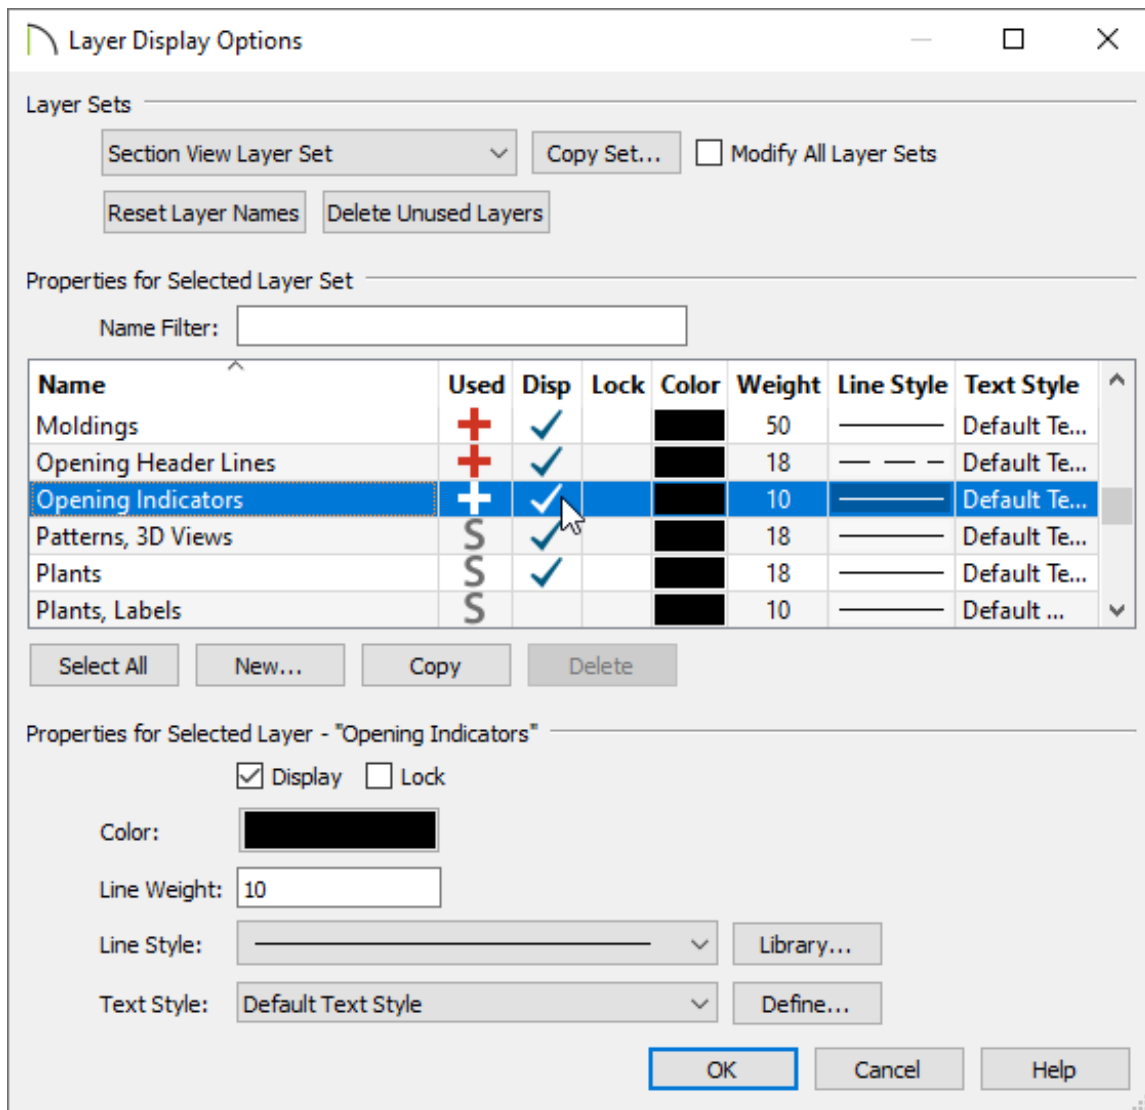 Layer Display Options
Layer Sets
Section View Layer Set Copy Set... Modify All Layer Sets
Reset Layer Names Delete Unused Layers
Properties for Selected Layer Set
Name Filter:
Name Used Disp Lock Color Weight Line Style Text Style
Moldings 50 Default Te...
Opening Header Lines 18 Default Te...
Opening Indicators 10 Default Te...
Patterns, 3D Views S 18 Default Te...
Plants S 18 Default Te...
Plants, Labels S 10 Default ...
Select All New... Copy Delete
Properties for Selected Layer - "Opening Indicators"
Display Lock
Color:
Line Weight: 10
Line Style: Library...
Text Style: Default Text Style Define...
OK Cancel Help